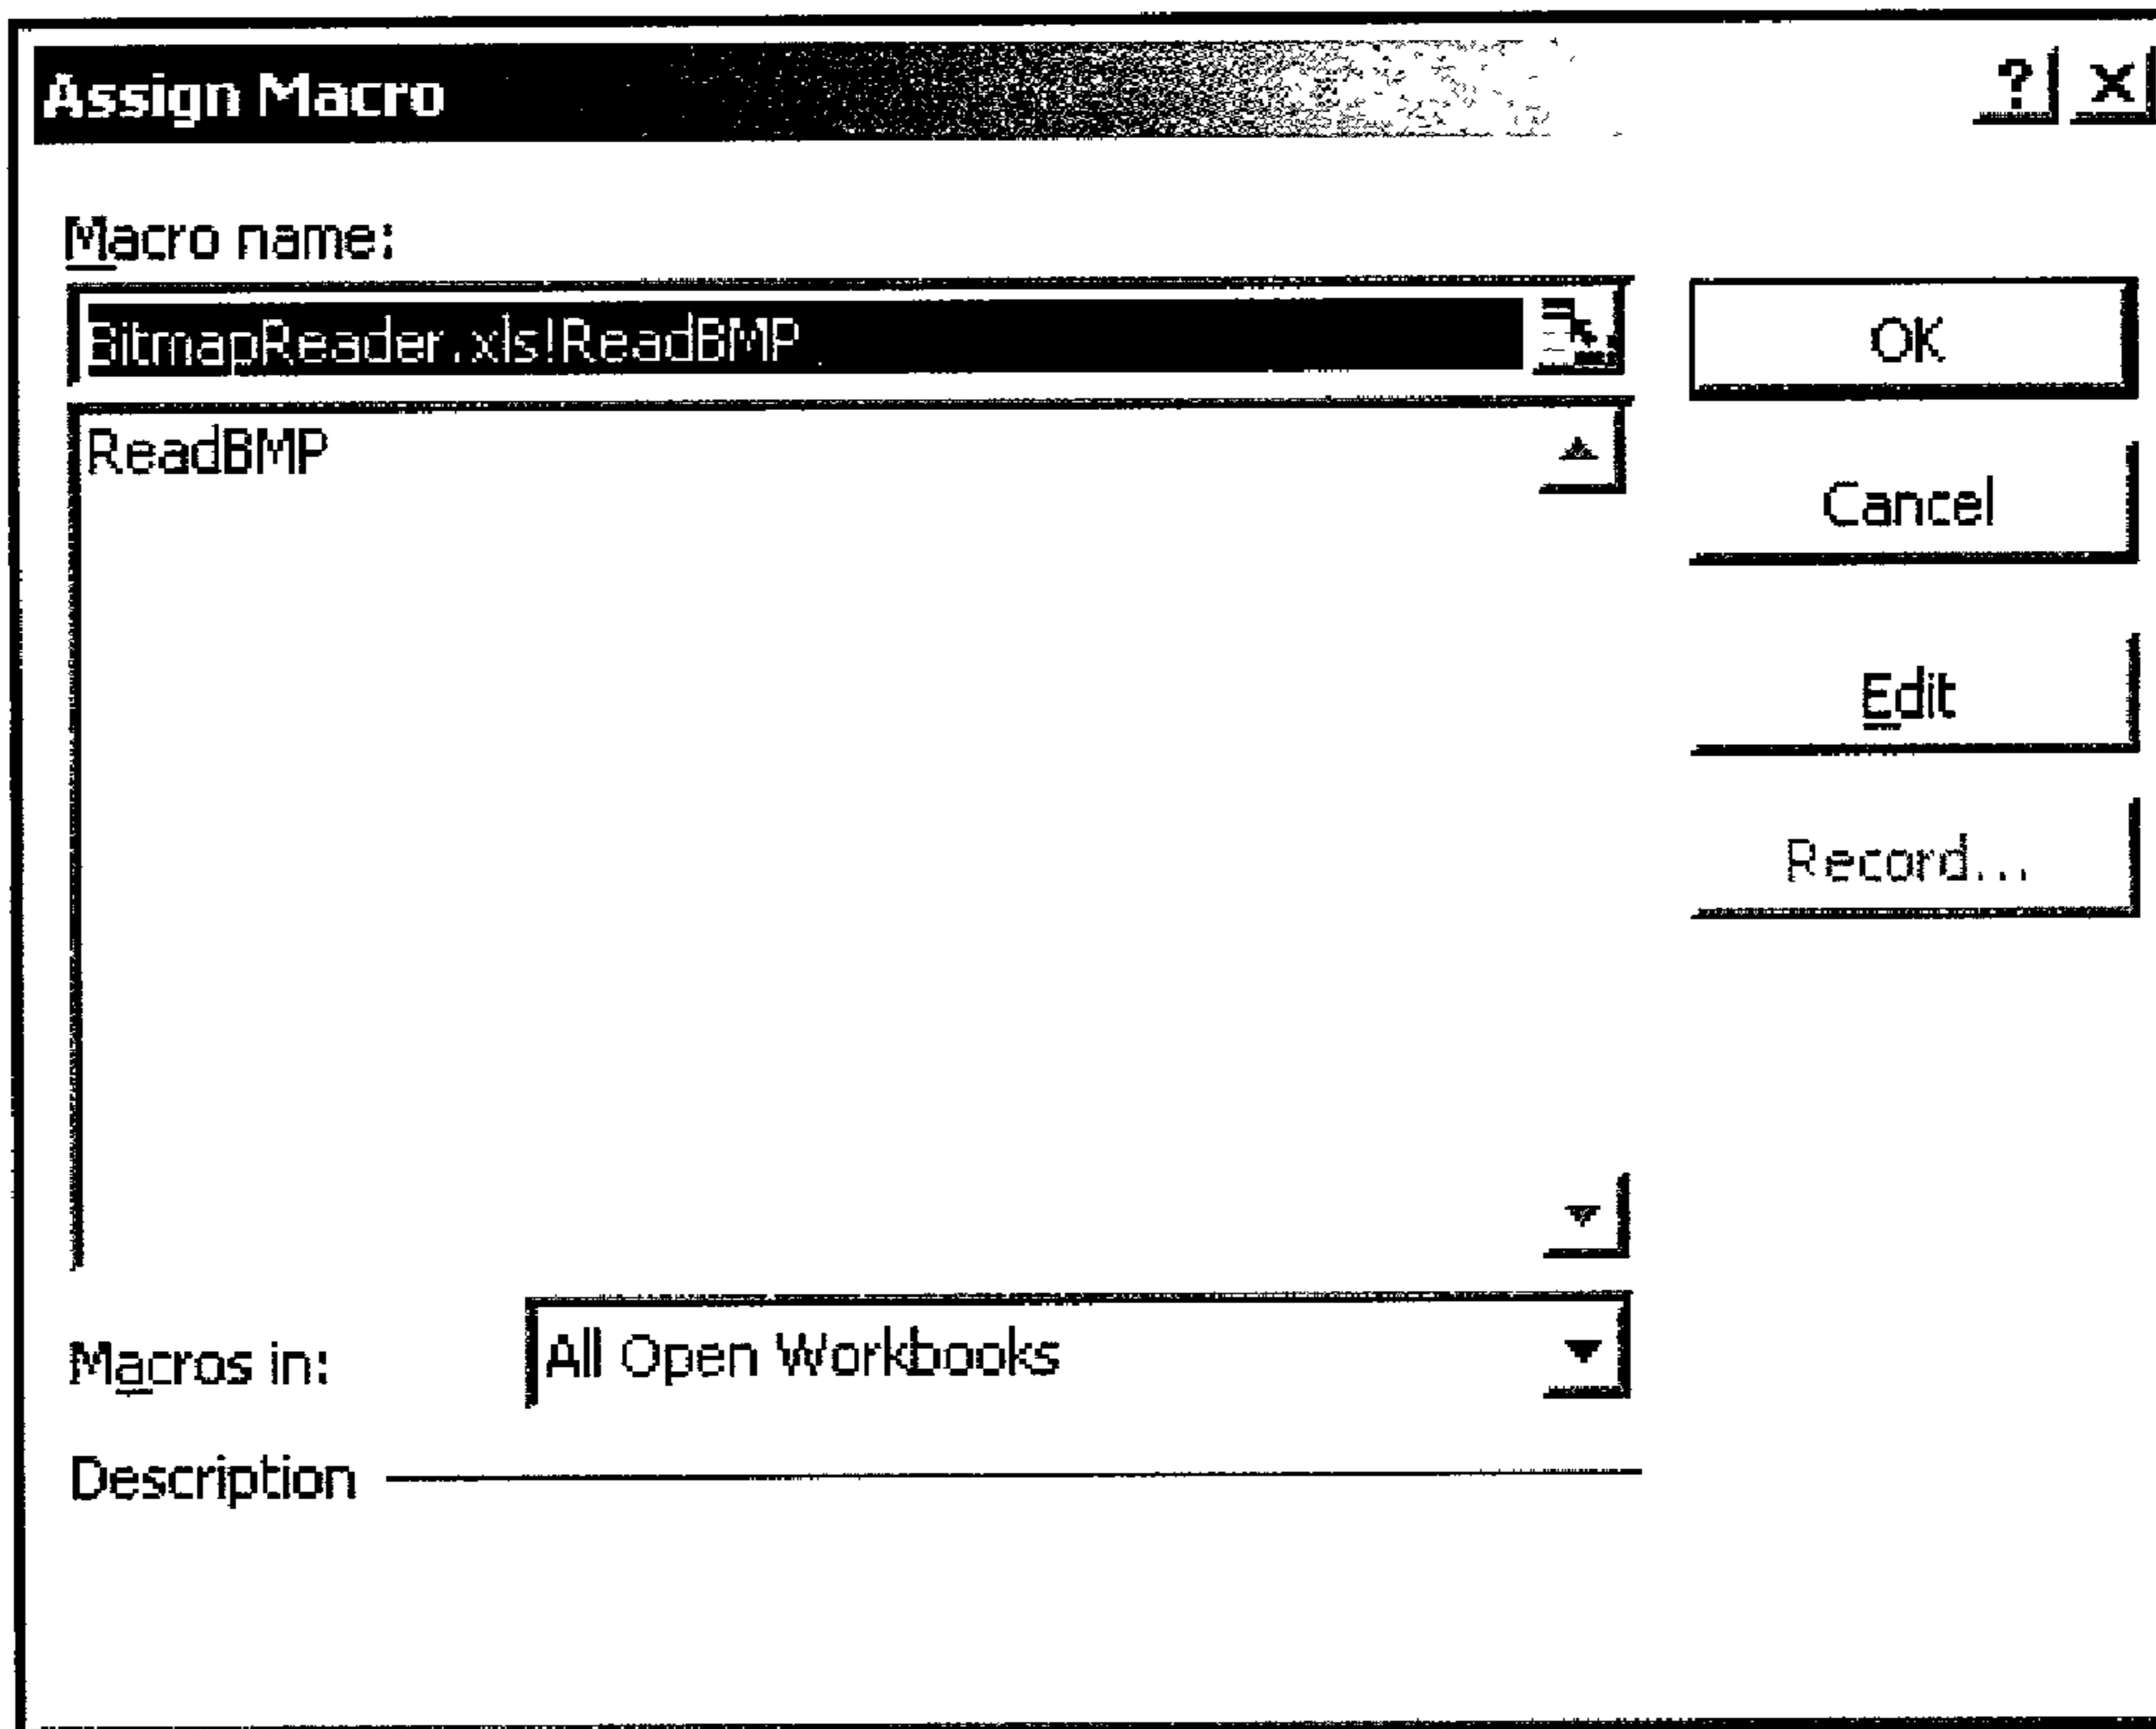 Assign Macro ? X
Macro name:
BitmapReader.xls!ReadBMP
OK
ReadBMP
Cancel
Edit
Record...
Macros in: All Open Workbooks
Description